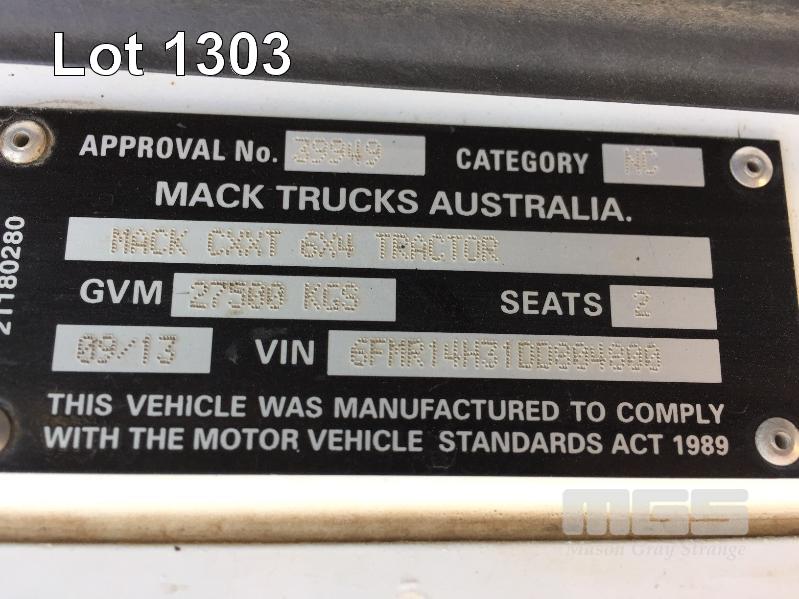 Lot 1303
APPROVAL No. 39949 CATEGORY NC
MACK TRUCKS AUSTRALIA.
MACK CXXT 6X4 TRACTOR
GVM 27500 KGS SEATS 2
09/13 VIN 6FMR14H31DD804900
THIS VEHICLE WAS MANUFACTURED TO COMPLY
WITH THE MOTOR VEHICLE STANDARDS ACT 1989
21180280
MGS
Mason Gray Strange